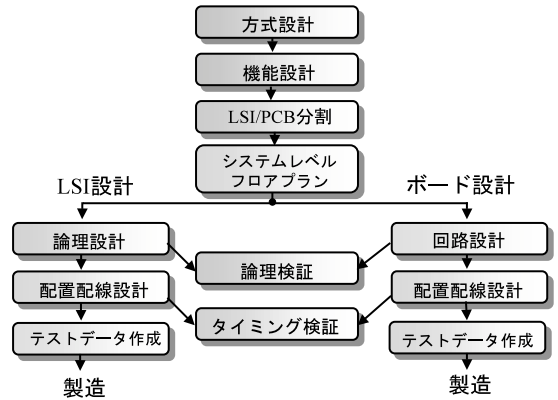 方式設計
機能設計
LSI/PCB分割
システムレベル
フロアプラン
LSI設計
ボード設計
論理設計
回路設計
論理検証
配置配線設計
配置配線設計
タイミング検証
テストデータ作成
テストデータ作成
製造
製造